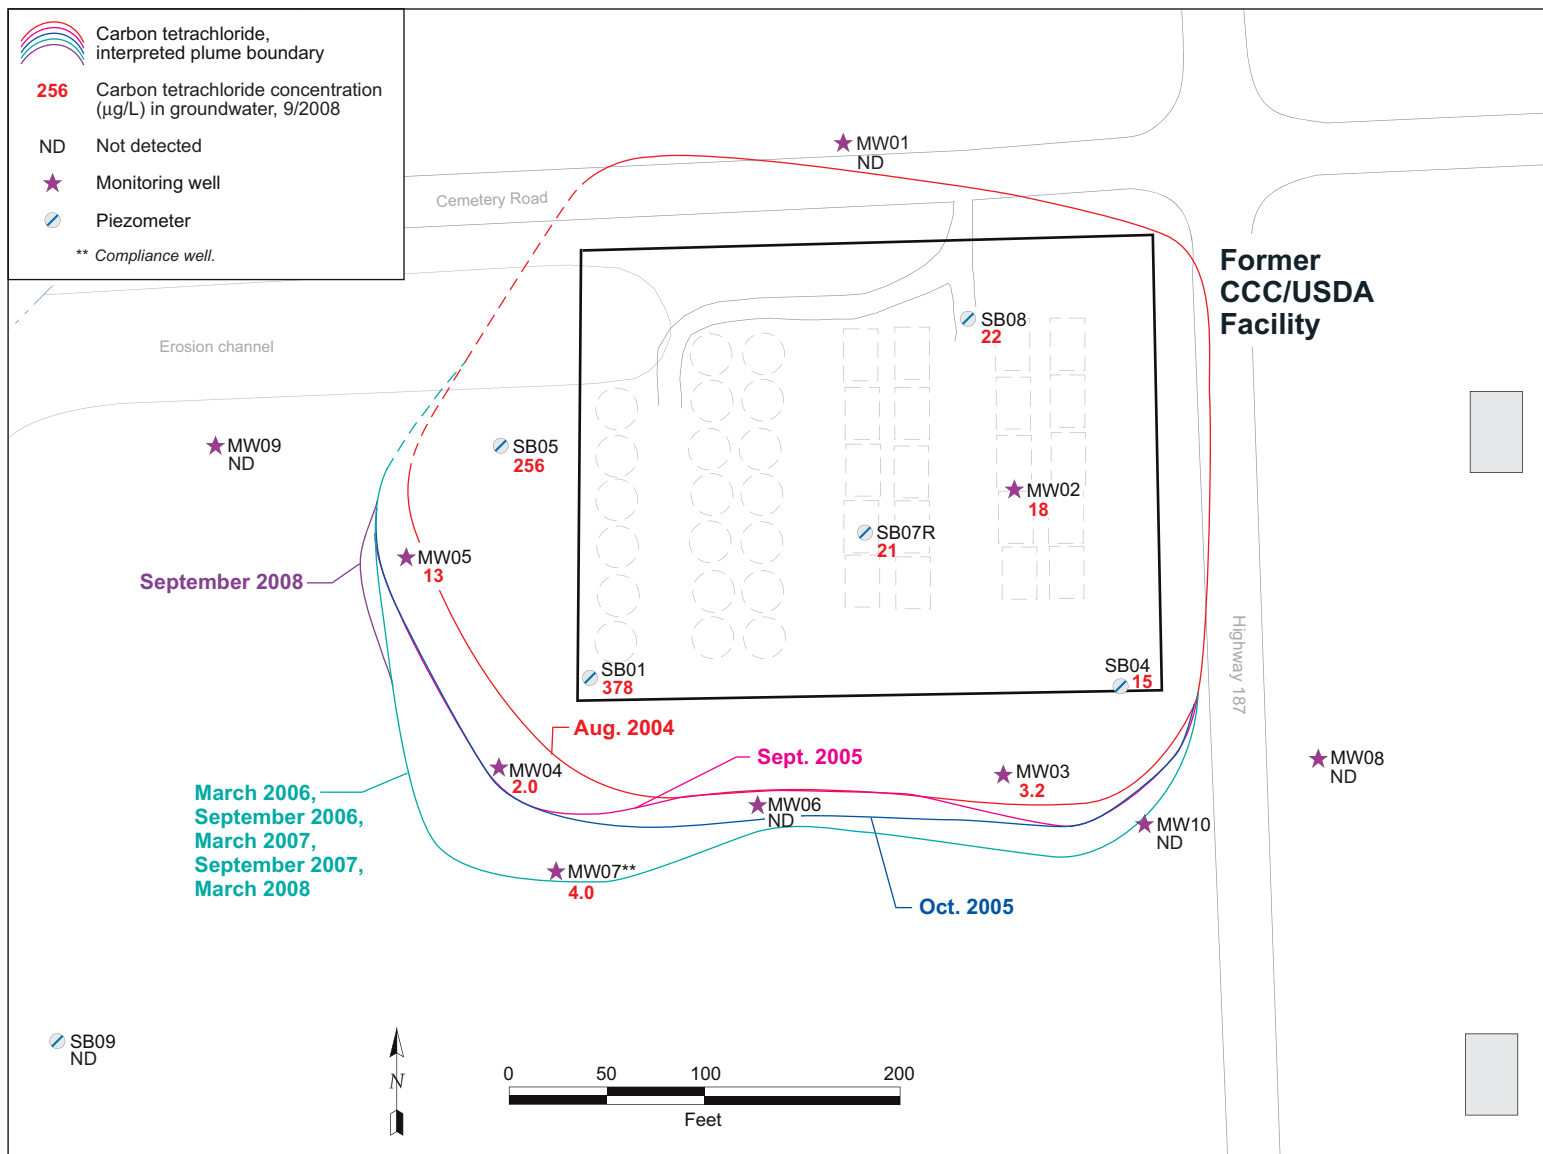 Carbon tetrachloride,
interpreted plume boundary
256
Carbon tetrachloride concentration
(µg/L) in groundwater, 9/2008
ND
Not detected
Monitoring well
Piezometer
** Compliance well.
MW01
ND
Cemetery Road
Former
CCC/USDA
Facility
SB08
22
Erosion channel
MW09
ND
SB05
256
MW02
18
SB07R
21
MW05
13
September 2008
Highway 187
SB01
378
SB04
15
Aug. 2004
Sept. 2005
MW04
2.0
MW03
3.2
MW08
ND
March 2006,
September 2006,
March 2007,
September 2007,
March 2008
MW06
ND
MW10
ND
MW07**
4.0
Oct. 2005
SB09
ND
N
0 50 100 200
Feet